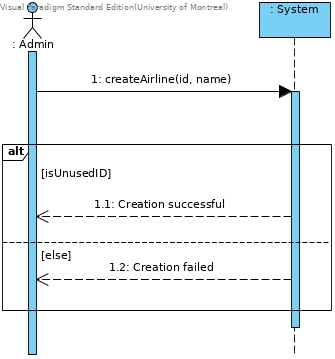 Visual Paradigm Standard Edition(University of Montreal)
: System
: Admin
1: createAirline(id, name)
alt
[isUnusedID]
1.1: Creation successful
[else]
1.2: Creation failed